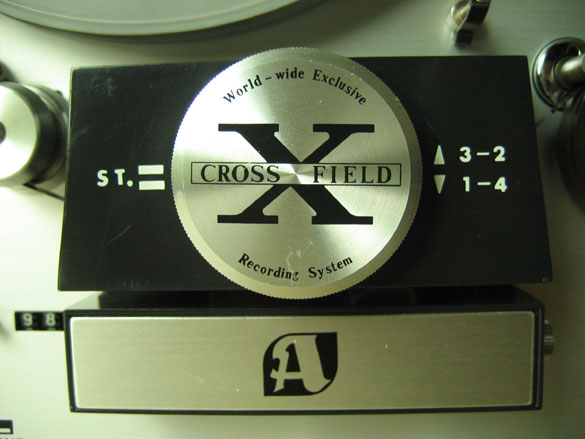 World-wide Exclusive
X
CROSS FIELD
Recording System
ST.
3-2
1-4
98
A